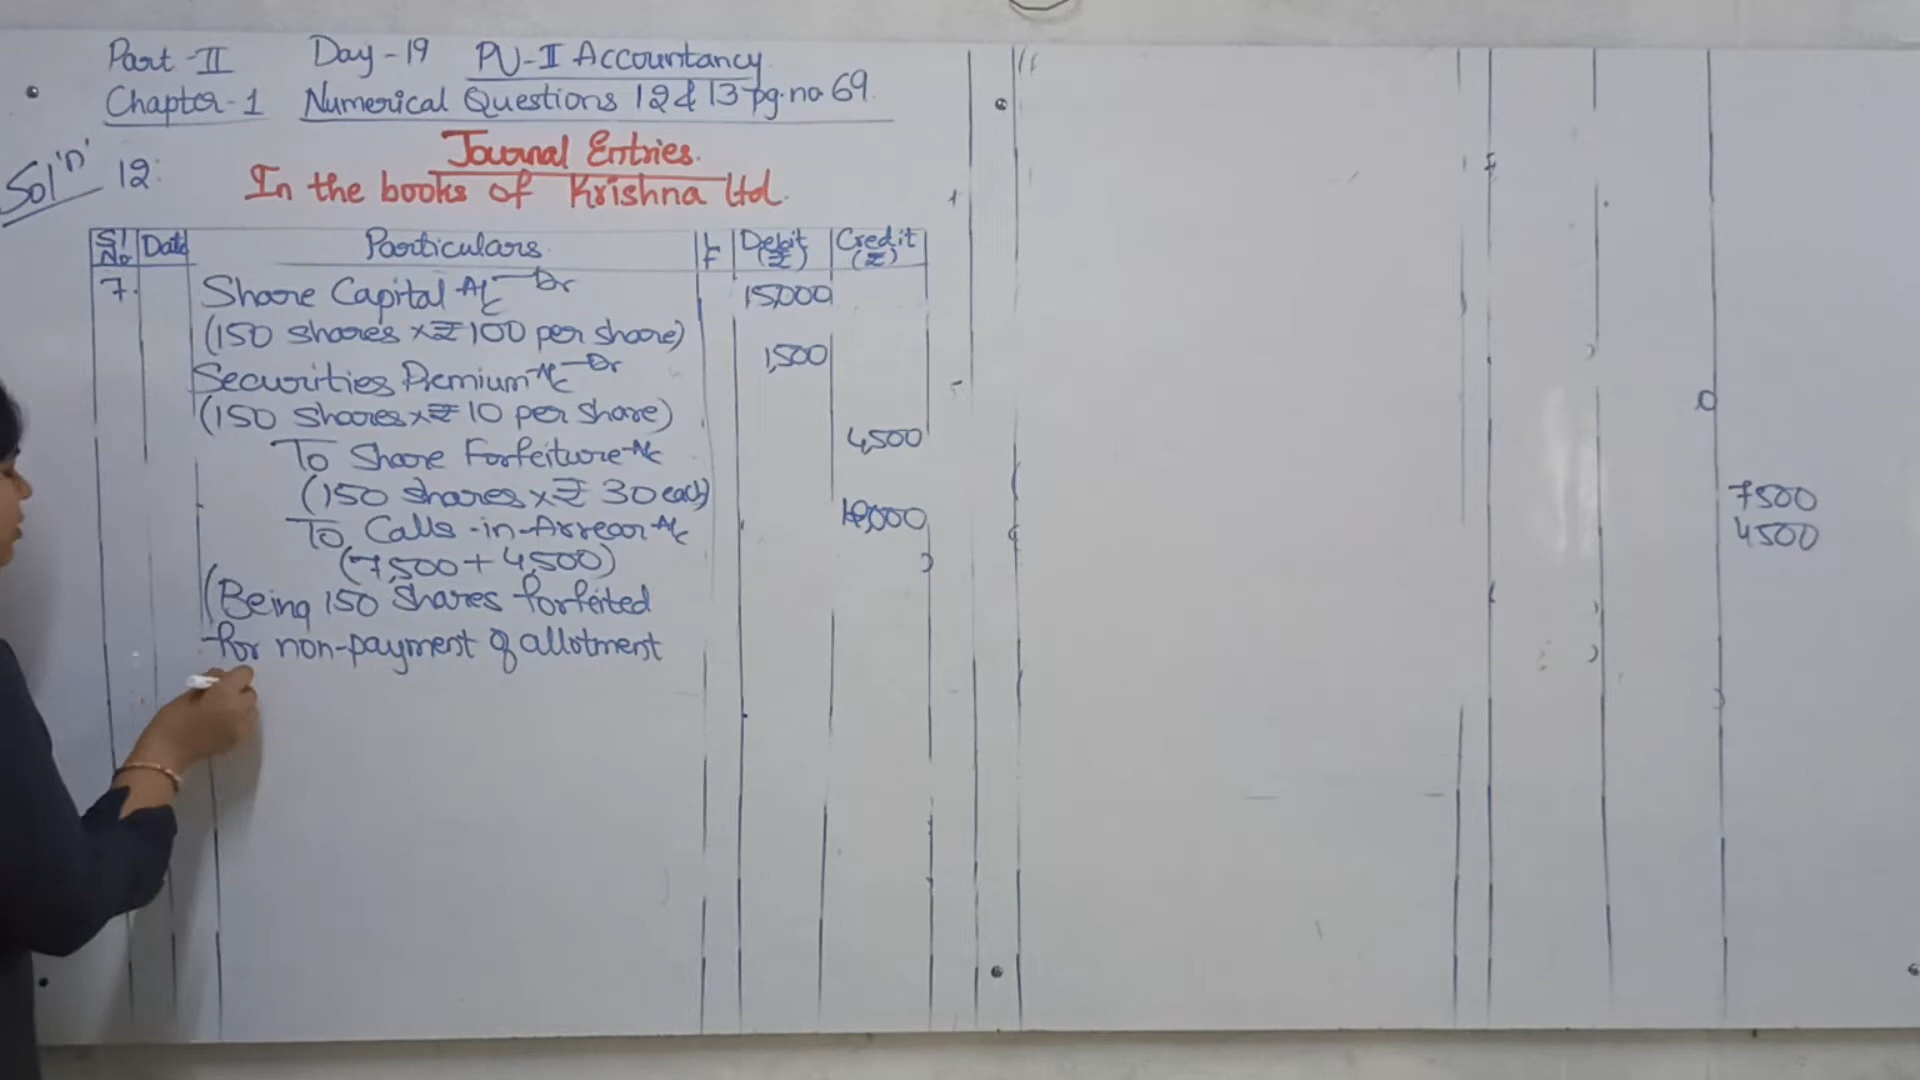 Part-II Day-19 PU-II Accountancy
Chapter-1 Numerical Questions 12 & 13 pg.no 69
Sol'n' 12:
Journal Entries.
In the books of Krishna Ltd.
Sl No Date Particulars LF Debit (₹) Credit (₹)
7. Share Capital A/c Dr 15,000
(150 shares × ₹100 per share)
Securities Premium A/c Dr 1,500
(150 shares × ₹10 per share)
To Share Forfeiture A/c 4,500
(150 shares × ₹ 30 each)
To Calls-in-Arrear A/c
(7,500 + 4,500)
(Being 150 shares forfeited
for non-payment of allotment
7500
4500